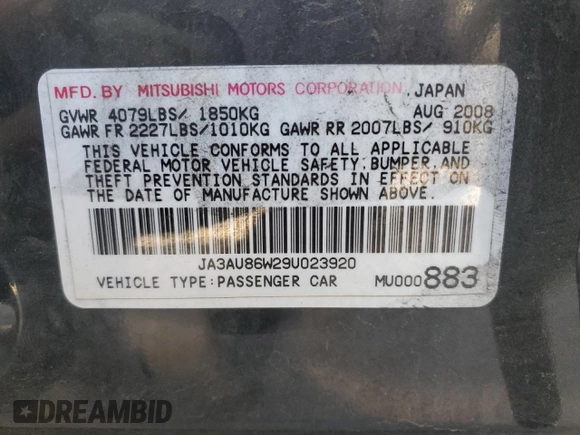 MFD. BY MITSUBISHI MOTORS CORPORATION, JAPAN
GVWR 4079LBS/ 1850KG AUG 2008
GAWR FR 2227LBS/1010KG GAWR RR 2007LBS/ 910KG
THIS VEHICLE CONFORMS TO ALL APPLICABLE
FEDERAL MOTOR VEHICLE SAFETY, BUMPER, AND
THEFT PREVENTION STANDARDS IN EFFECT ON
THE DATE OF MANUFACTURE SHOWN ABOVE.
JA3AU86W29U023920
VEHICLE TYPE:PASSENGER CAR MU000883
DREAMBID